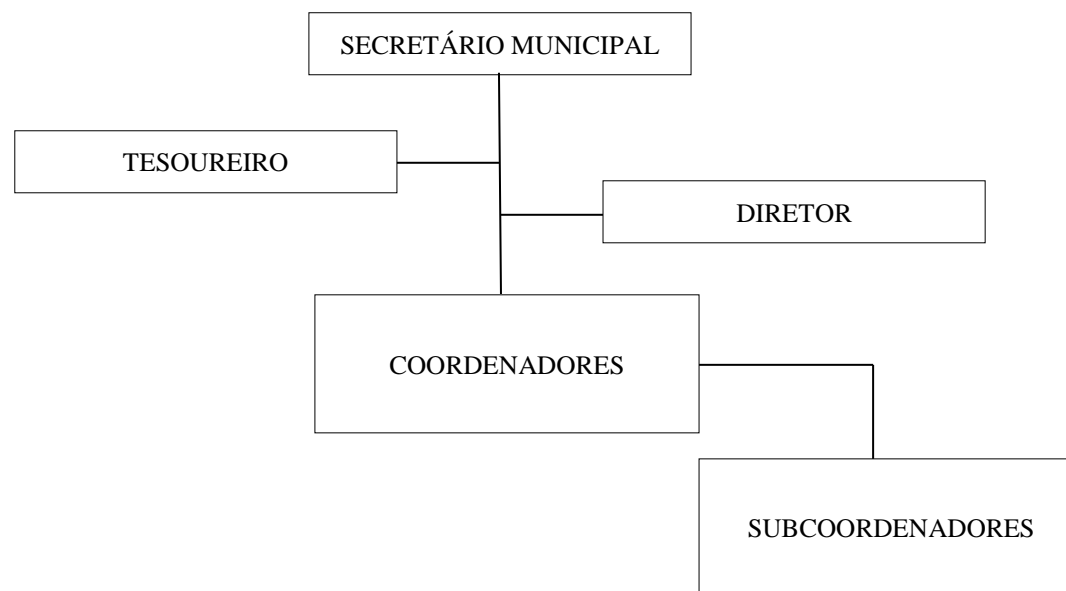 SECRETÁRIO MUNICIPAL
TESOUREIRO
DIRETOR
COORDENADORES
SUBCOORDENADORES